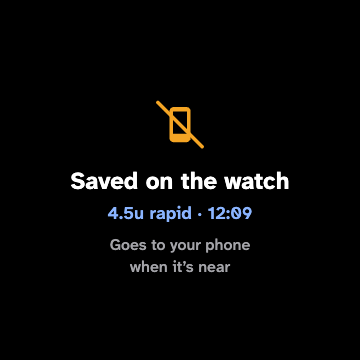 Saved on the watch
4.5u rapid · 12:09
Goes to your phone
when it’s near